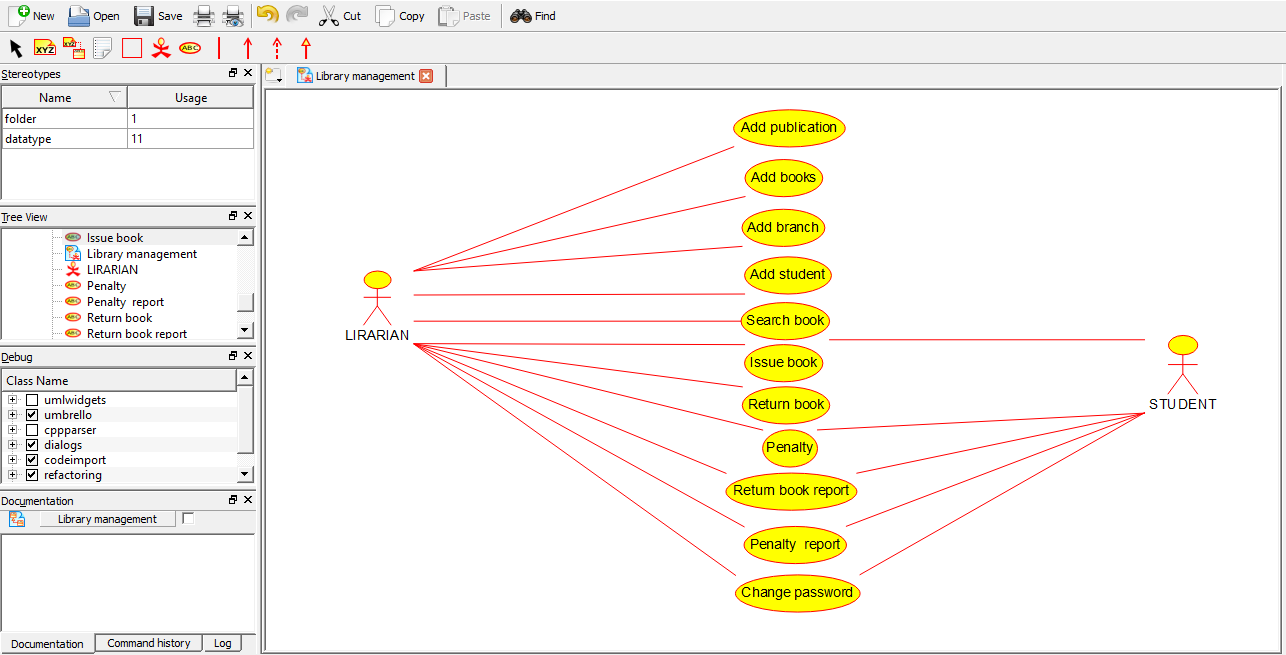 New Open Save Cut Copy Paste Find
XYZ XYZ ABC
Stereotypes
Library management
Name Usage
folder 1
datatype 11
Tree View
Issue book
Library management
LIRARIAN
Penalty
Penalty  report
Return book
Return book report
Debug
Class Name
umlwidgets
umbrello
cppparser
dialogs
codeimport
refactoring
Documentation
Library management
Documentation Command history Log
Add publication
Add books
Add branch
Add student
Search book
Issue book
Return book
Penalty
Return book report
Penalty  report
Change password
LIRARIAN
STUDENT